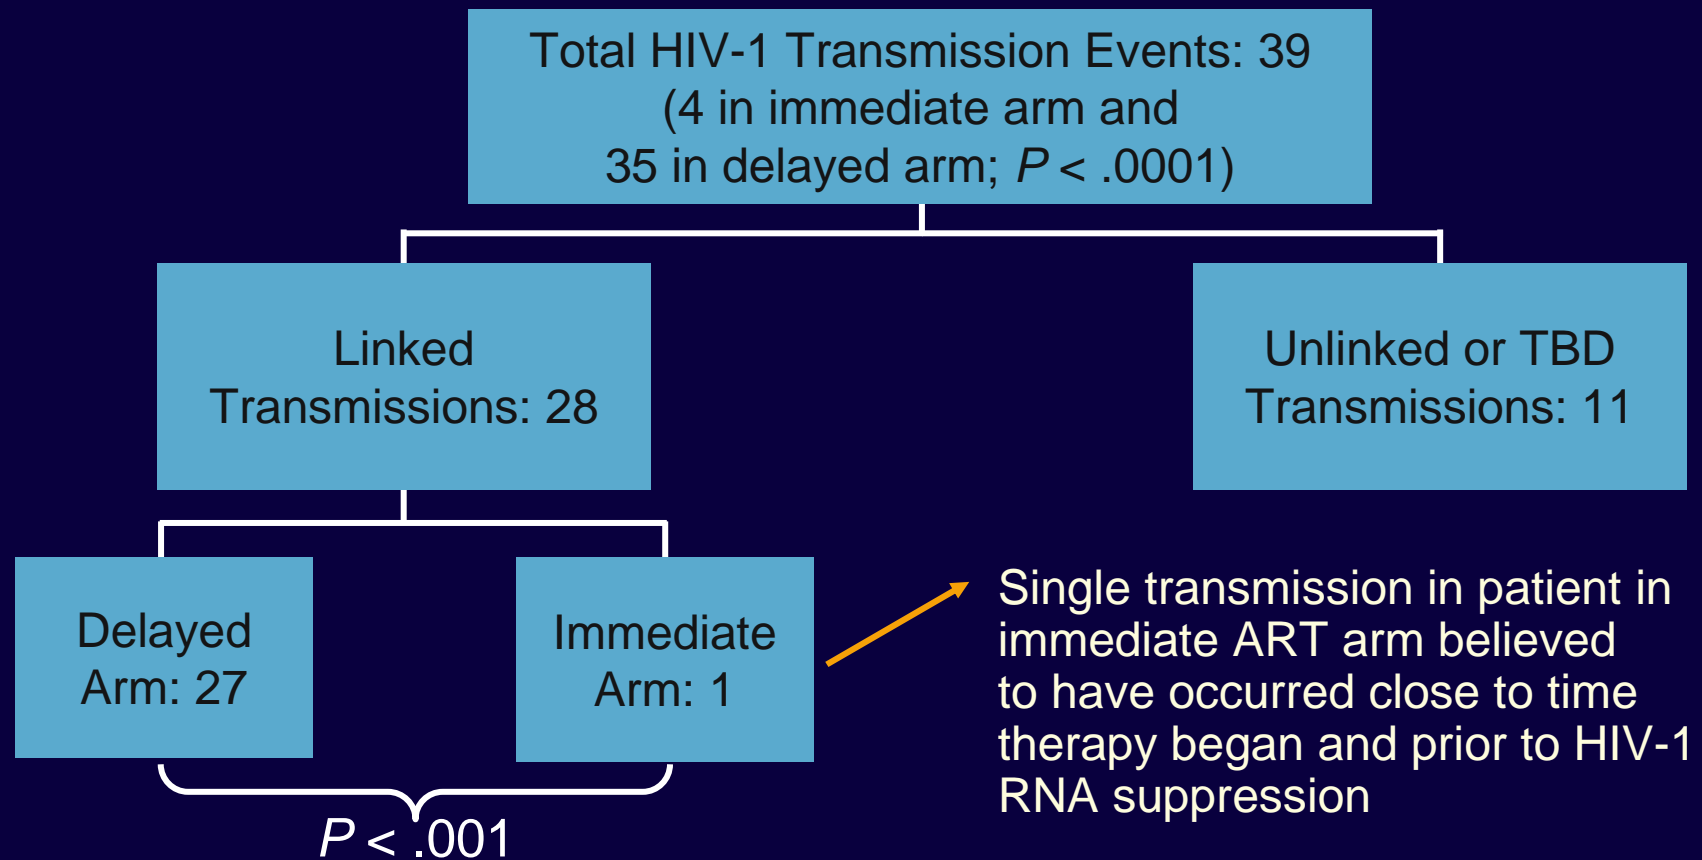 Total HIV-1 Transmission Events: 39
(4 in immediate arm and
35 in delayed arm; P < .0001)
Linked
Transmissions: 28
Unlinked or TBD
Transmissions: 11
Delayed
Arm: 27
Immediate
Arm: 1
Single transmission in patient in
immediate ART arm believed
to have occurred close to time
therapy began and prior to HIV-1
RNA suppression
P < .001